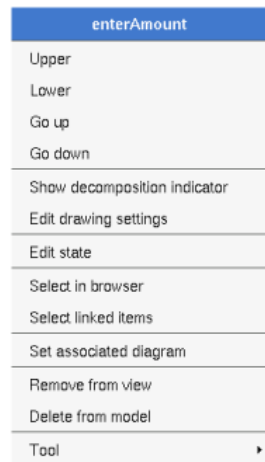 enterAmount
Upper
Lower
Go up
Go down
Show decomposition indicator
Edit drawing settings
Edit state
Select in browser
Select linked items
Set associated diagram
Remove from view
Delete from model
Tool